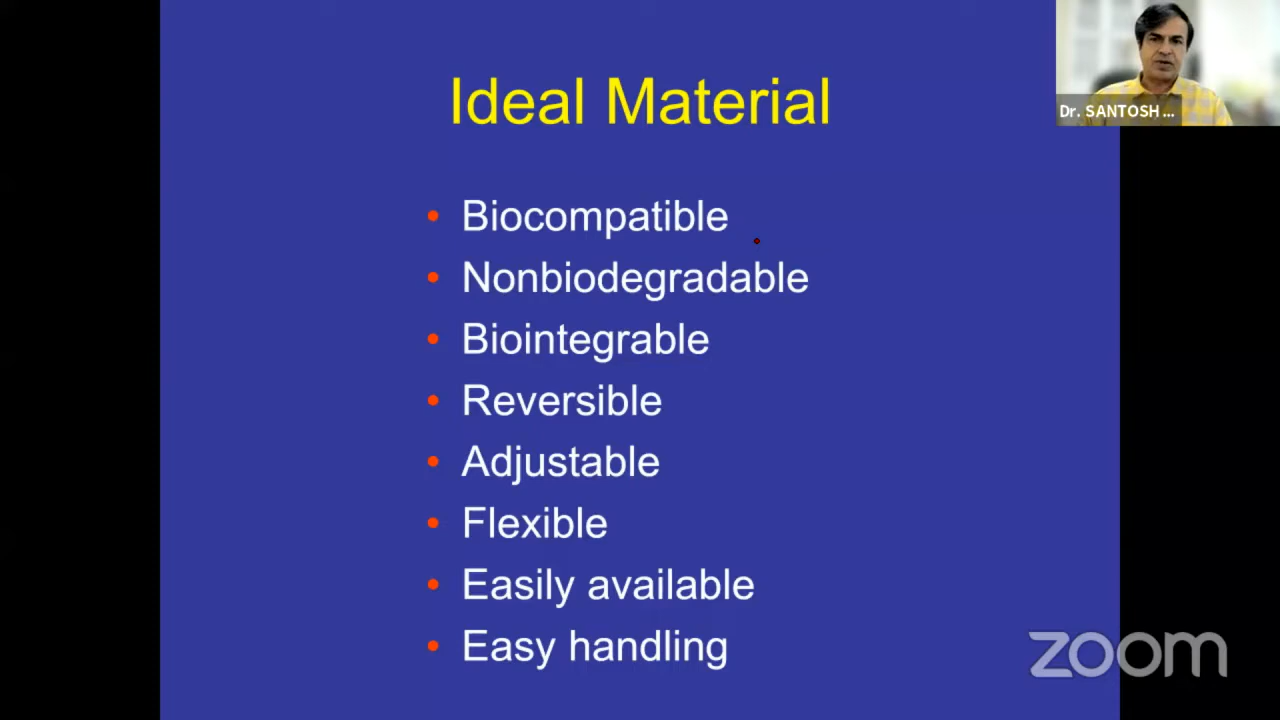 Ideal Material
Dr. SANTOSH ...
• Biocompatible
• Nonbiodegradable
• Biointegrable
• Reversible
• Adjustable
• Flexible
• Easily available
• Easy handling
zoom